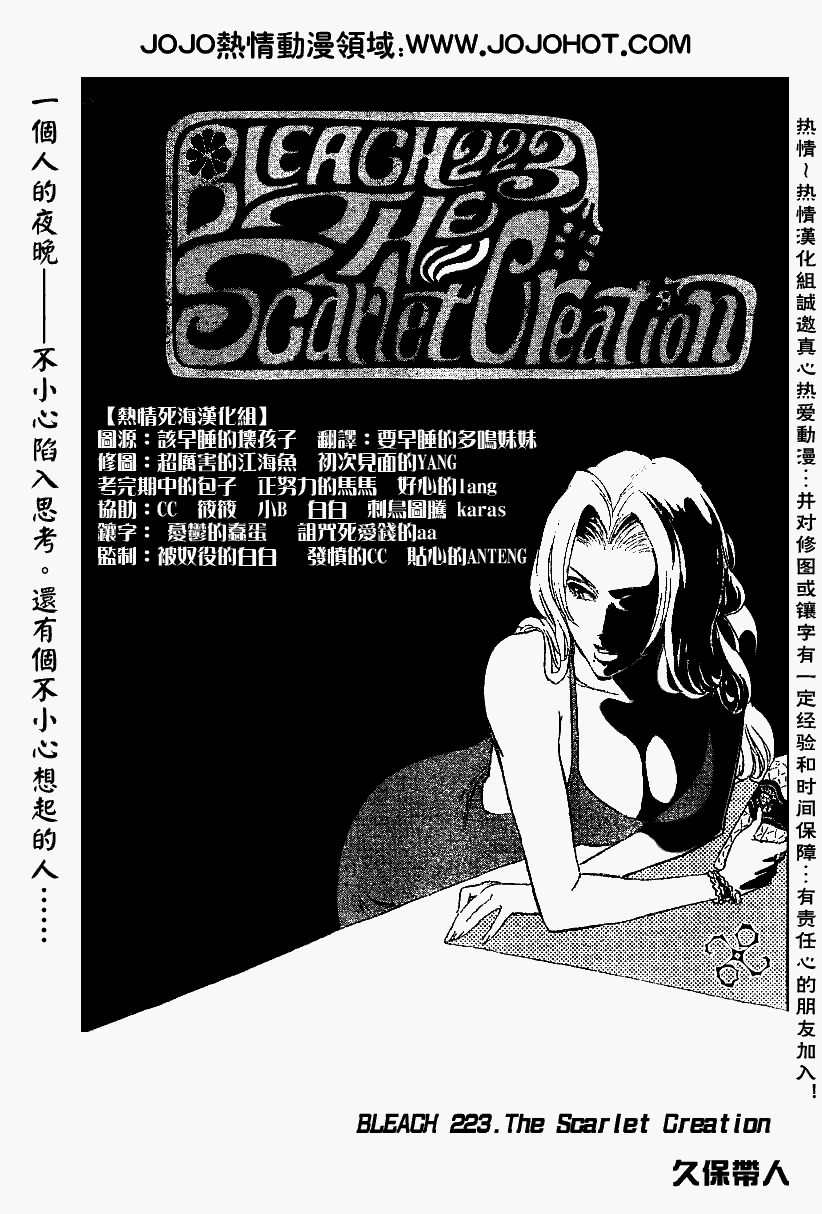 JOJO熱情動漫領域:WWW.JOJOHOT.COM
BLEACH 223
THE
Scarlet Creation
【熱情死海漢化組】
圖源：該早睡的壞孩子　翻譯：要早睡的多鳴妹妹
修圖：超厲害的江海魚　初次見面的YANG
考完期中的包子　正努力的馬馬　好心的lang
協助：CC　筱筱　小B　白白　刺鳥圖騰 karas
鑲字： 憂鬱的蠢蛋　詛咒死愛錢的aa
監制：被奴役的白白　發憤的CC　貼心的ANTENG
热情~热情漢化組誠邀真心热爱動漫…并对修图或镶字有一定经验和时间保障…有责任心的朋友加入!
一個人的夜晚——不小心陷入思考。還有個不小心想起的人……
BLEACH 223.The Scarlet Creation
久保帶人